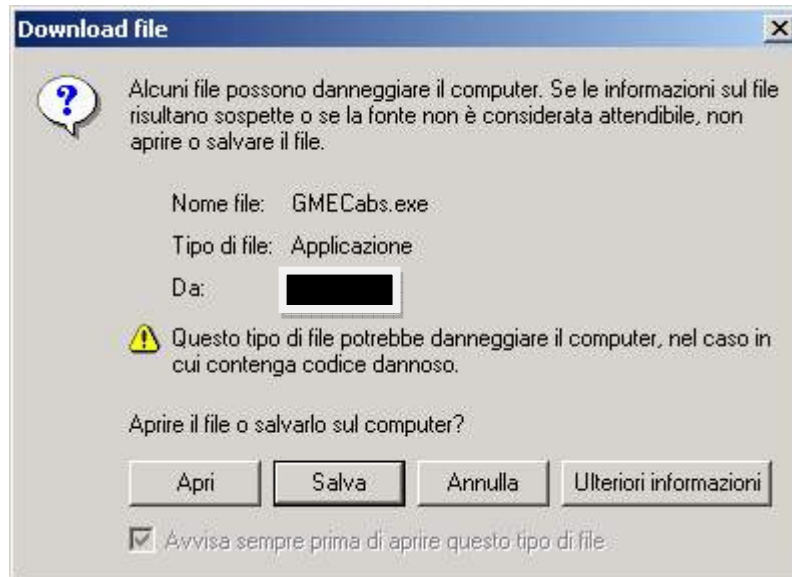 Download file
Alcuni file possono danneggiare il computer. Se le informazioni sul file
risultano sospette o se la fonte non è considerata attendibile, non
aprire o salvare il file.
Nome file: GMECabs.exe
Tipo di file: Applicazione
Da:
Questo tipo di file potrebbe danneggiare il computer, nel caso in
cui contenga codice dannoso.
Aprire il file o salvarlo sul computer?
Apri Salva Annulla Ulteriori informazioni
Avvisa sempre prima di aprire questo tipo di file